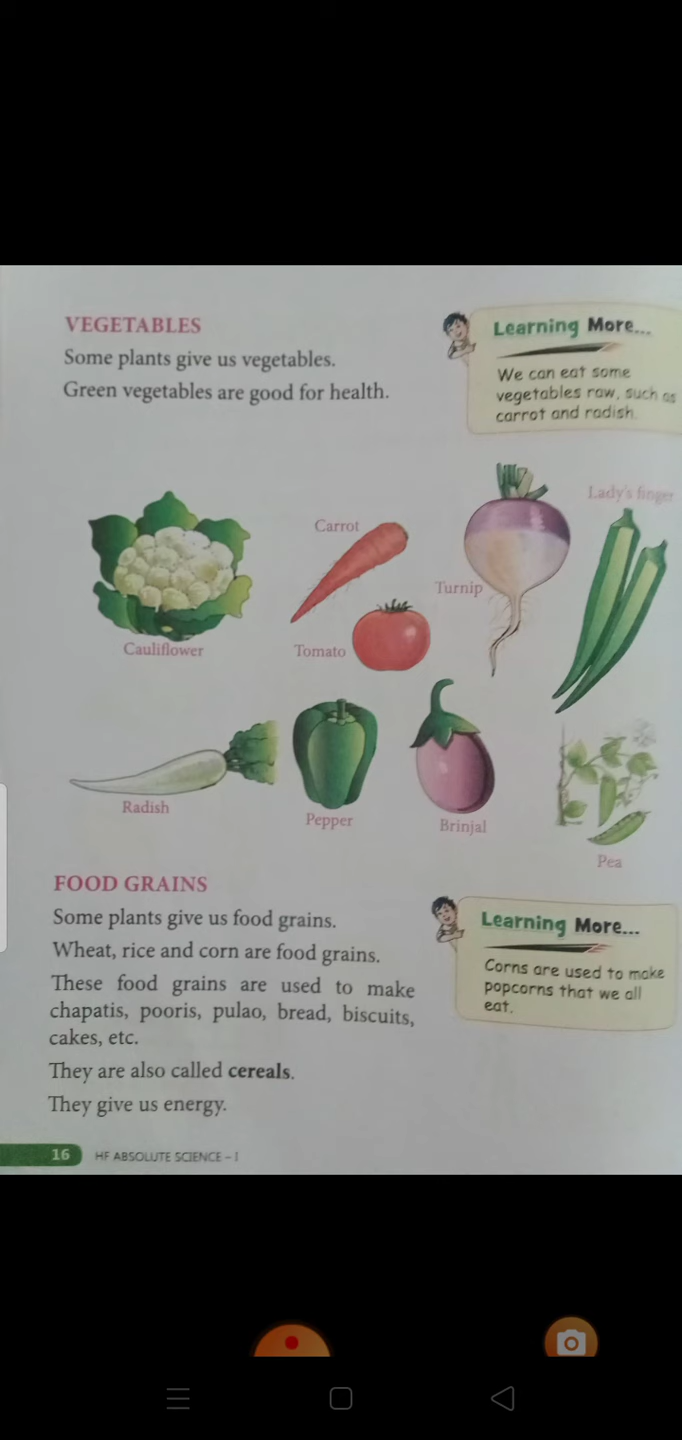 VEGETABLES
Some plants give us vegetables.
Green vegetables are good for health.
Learning More...
We can eat some
vegetables raw, such as
carrot and radish.
Cauliflower
Carrot
Tomato
Turnip
Lady's finger
Radish
Pepper
Brinjal
Pea
FOOD GRAINS
Some plants give us food grains.
Wheat, rice and corn are food grains.
These food grains are used to make
chapatis, pooris, pulao, bread, biscuits,
cakes, etc.
They are also called cereals.
They give us energy.
Learning More...
Corns are used to make
popcorns that we all
eat.
16 HF ABSOLUTE SCIENCE – I